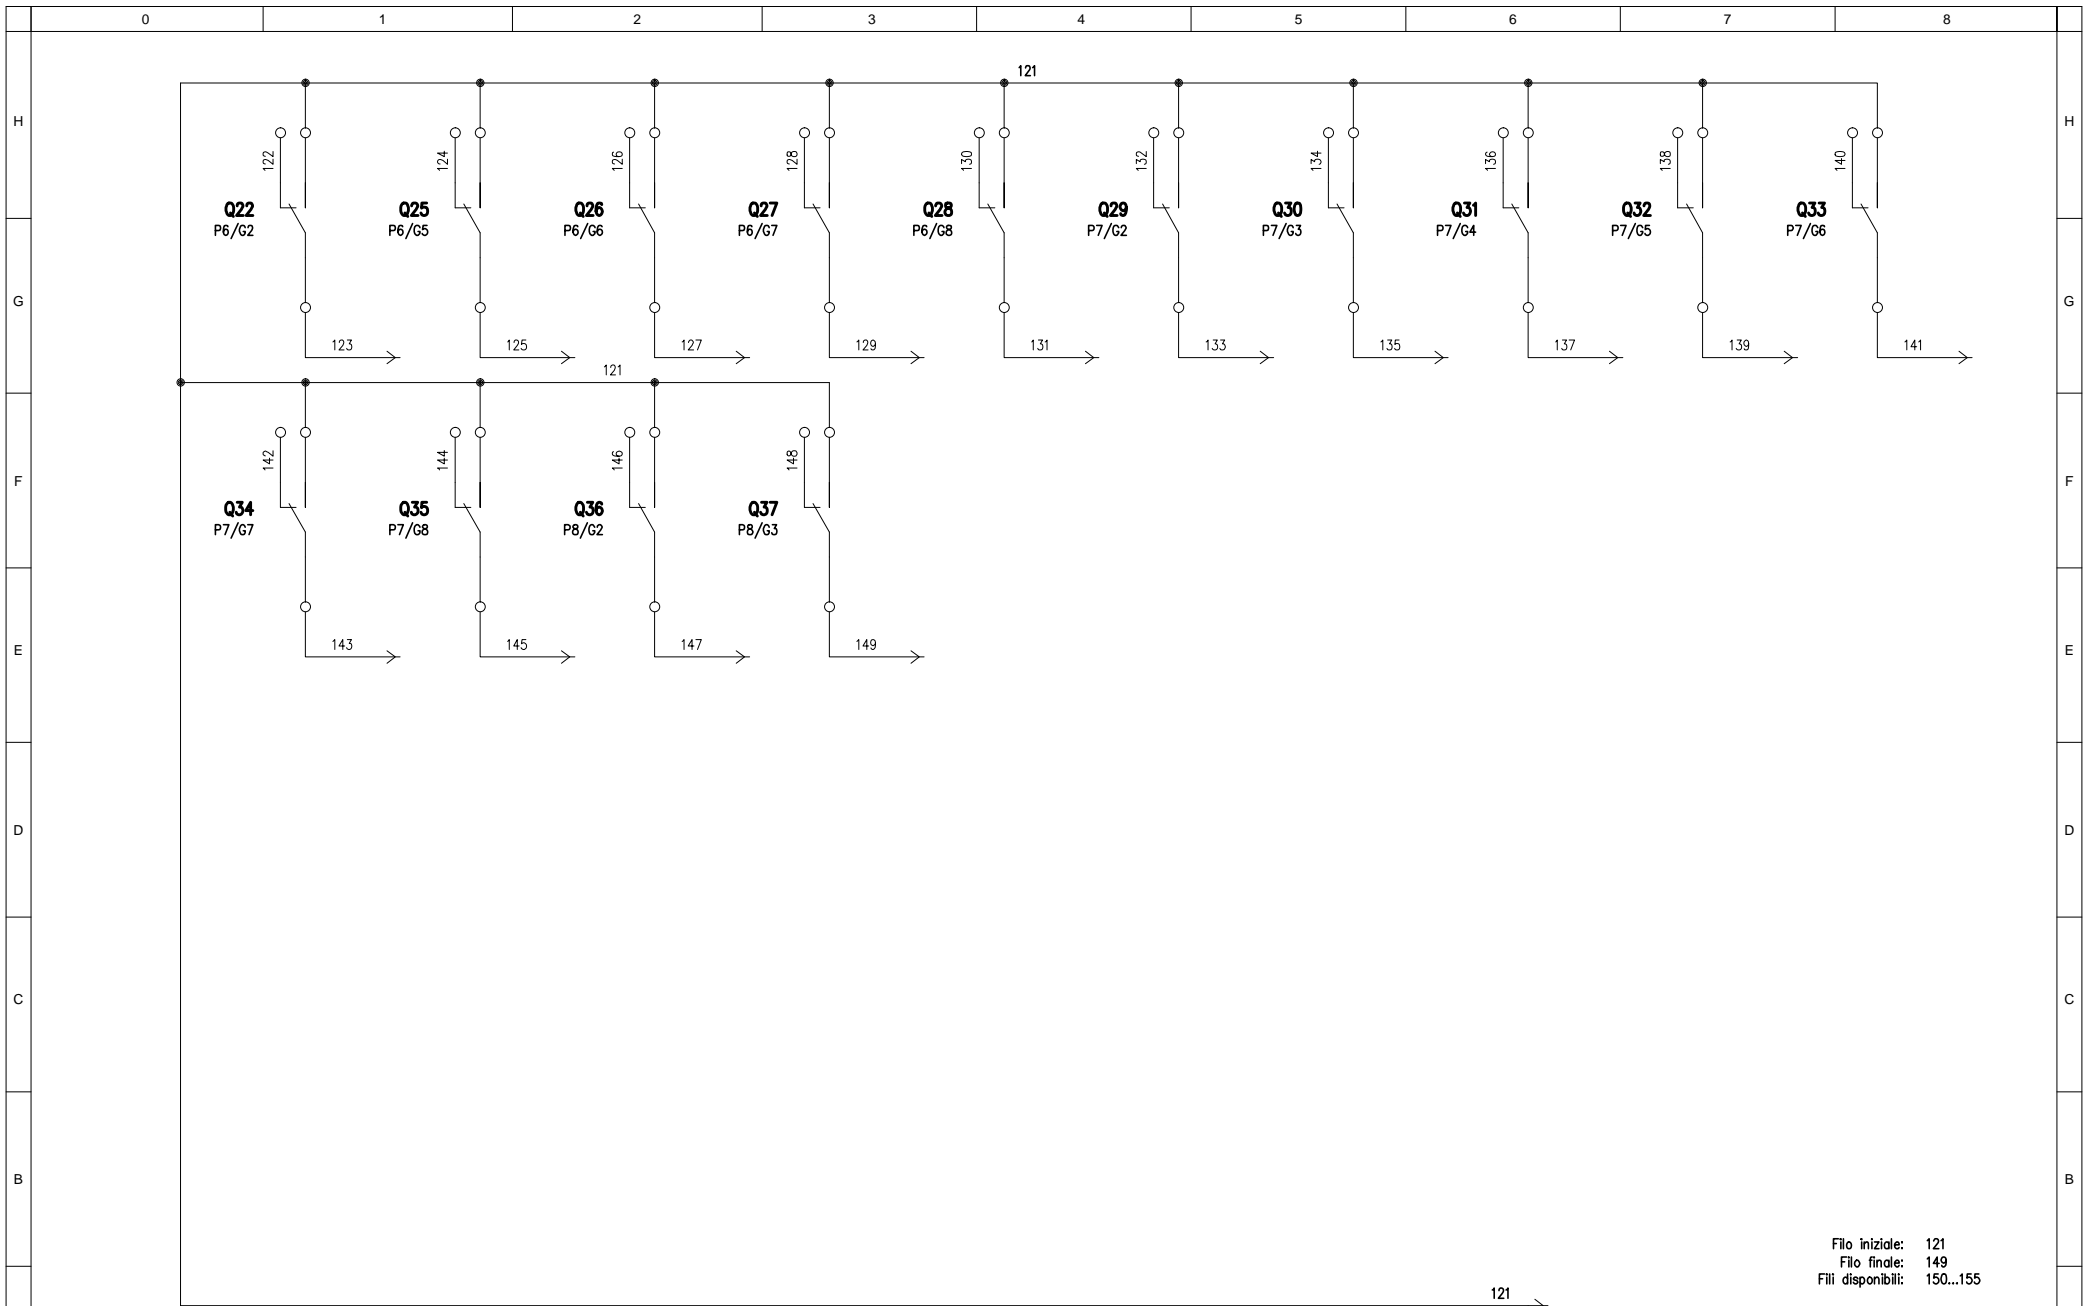 0 1 2 3 4 5 6 7 8
121
H H
122 124 126 128 130 132 134 136 138 140
Q22 Q25 Q26 Q27 Q28 Q29 Q30 Q31 Q32 Q33
P6/G2 P6/G5 P6/G6 P6/G7 P6/G8 P7/G2 P7/G3 P7/G4 P7/G5 P7/G6
G G
123 125 127 129 131 133 135 137 139 141
121
142 144 146 148
F F
Q34 Q35 Q36 Q37
P7/G7 P7/G8 P8/G2 P8/G3
143 145 147 149
E E
D D
C C
B B
Filo iniziale: 121
Filo finale: 149
Fili disponibili: 150...155
121